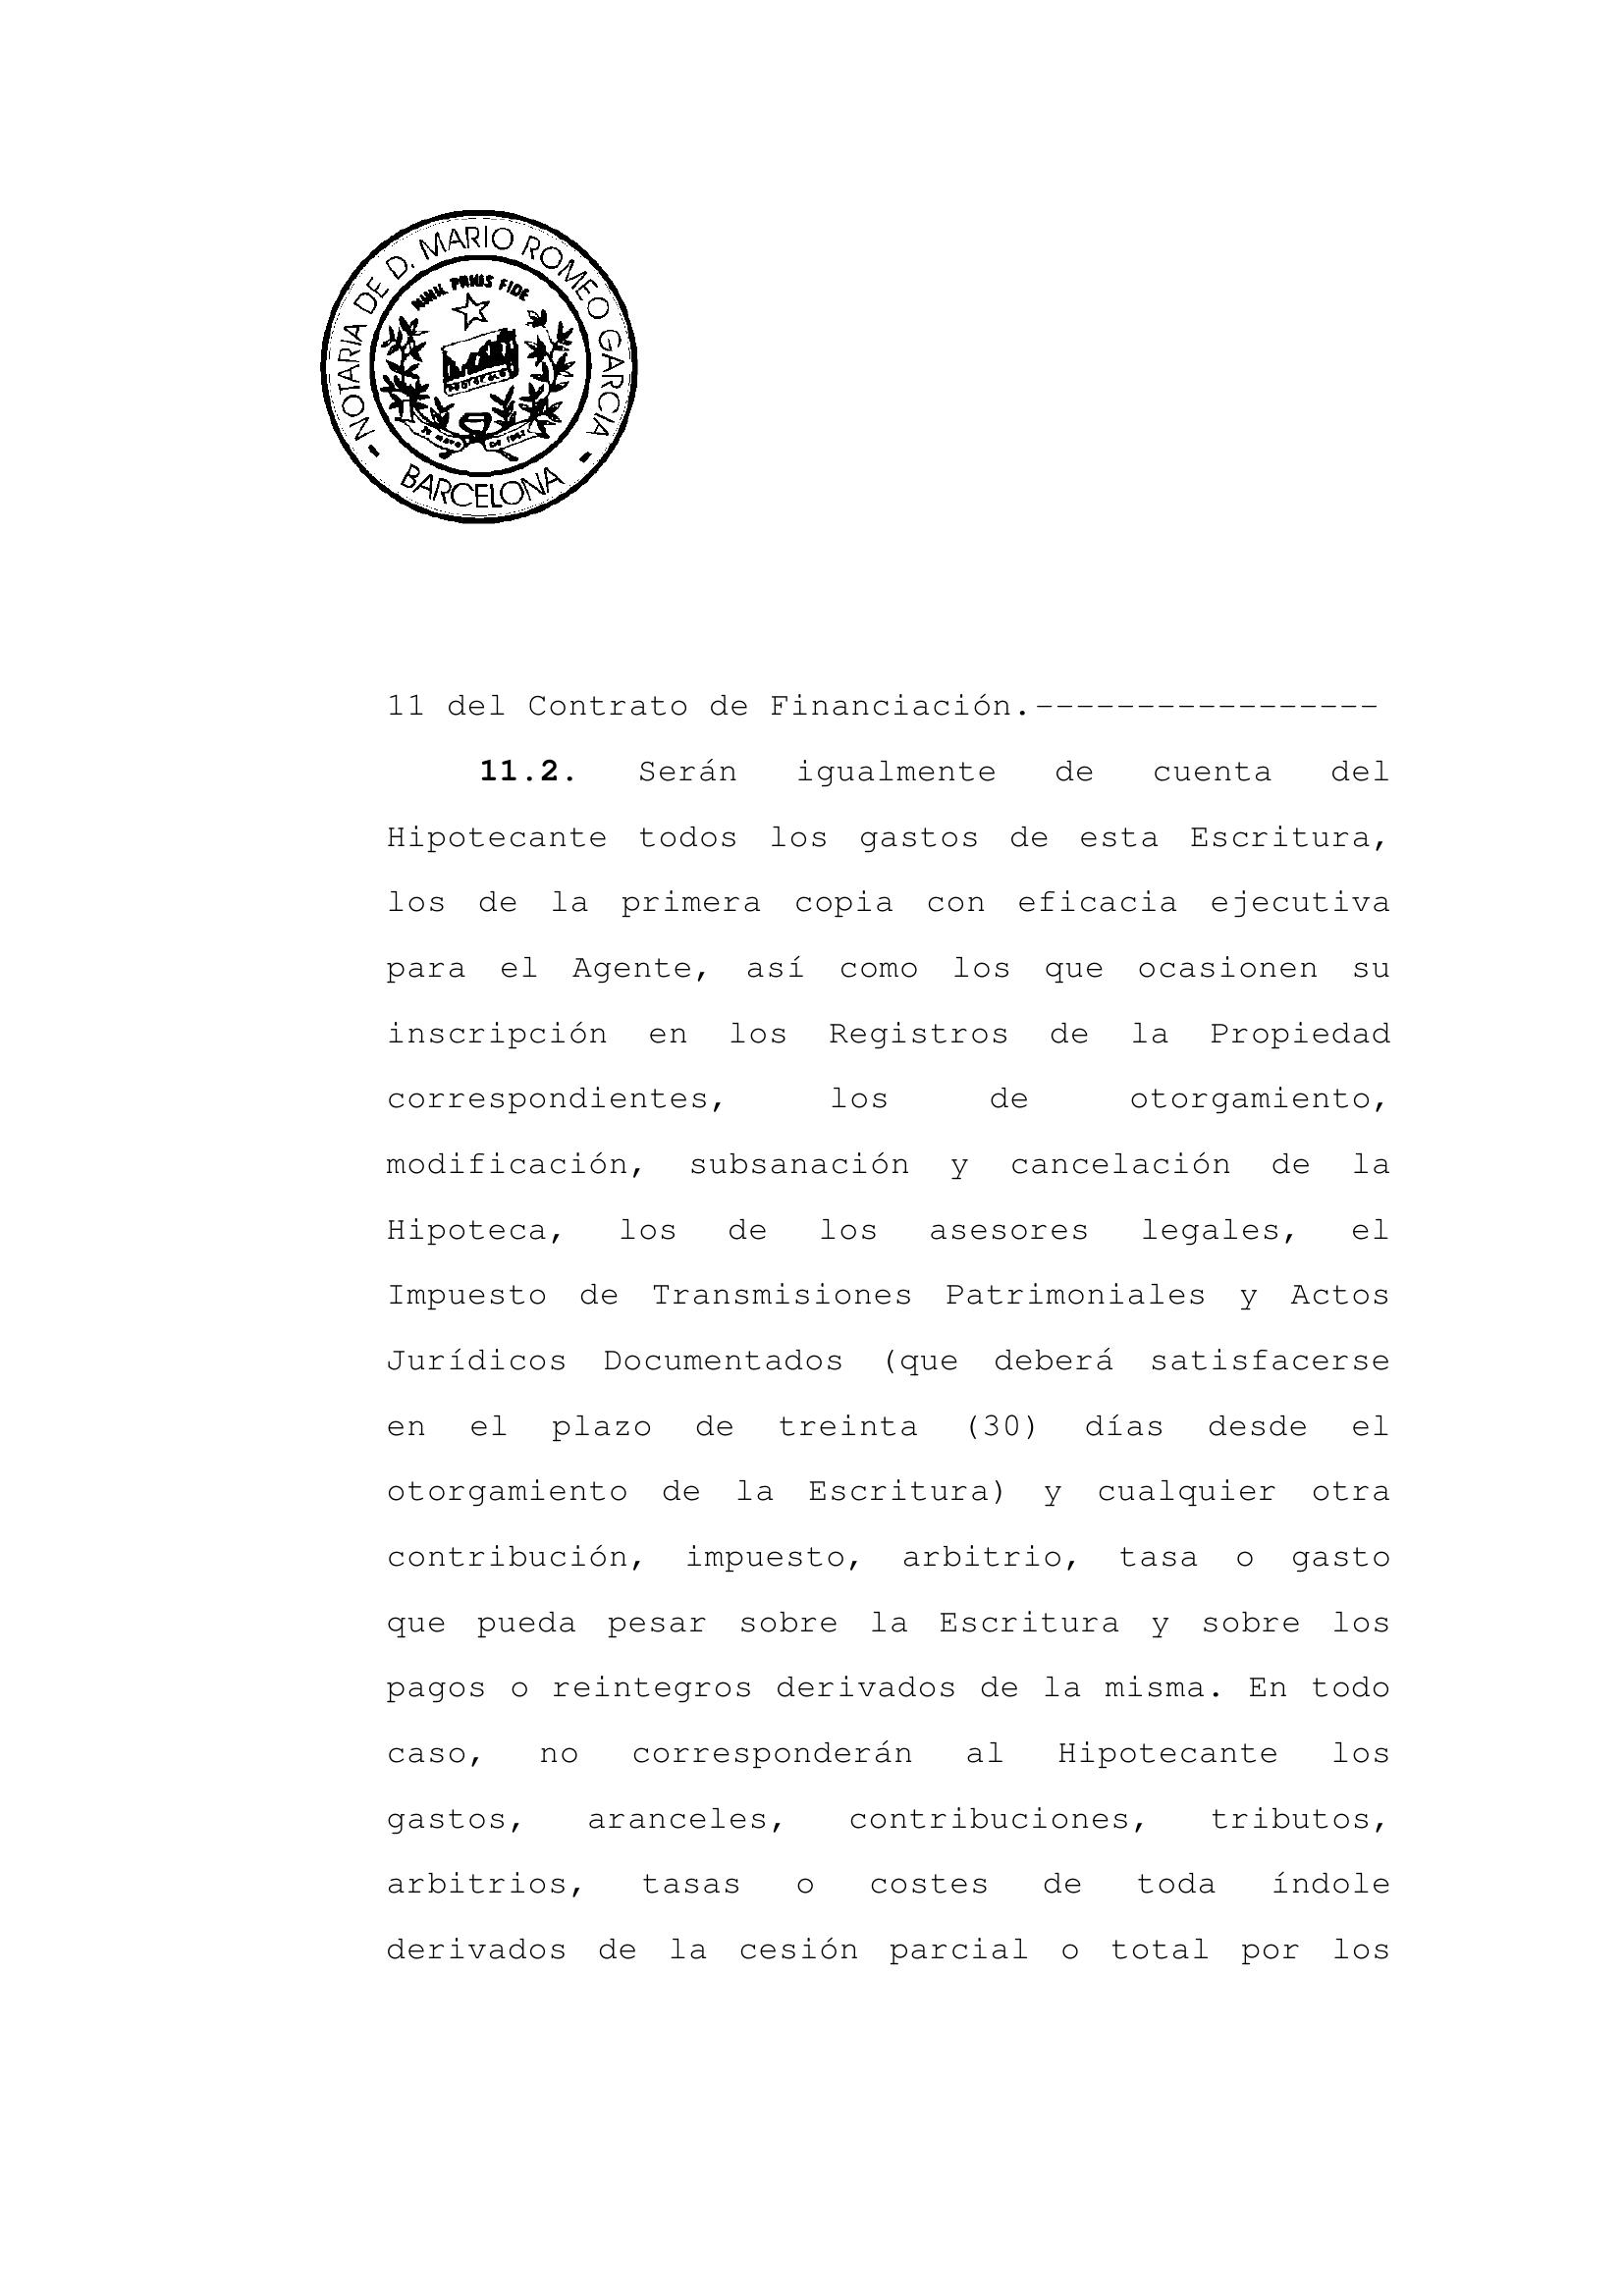 NOTARIA DE D. MARIO ROMEO GARCIA
FIDE
BARCELONA
11 del Contrato de Financiación.-----------------
11.2. Serán igualmente de cuenta del
Hipotecante todos los gastos de esta Escritura,
los de la primera copia con eficacia ejecutiva
para el Agente, así como los que ocasionen su
inscripción en los Registros de la Propiedad
correspondientes, los de otorgamiento,
modificación, subsanación y cancelación de la
Hipoteca, los de los asesores legales, el
Impuesto de Transmisiones Patrimoniales y Actos
Jurídicos Documentados (que deberá satisfacerse
en el plazo de treinta (30) días desde el
otorgamiento de la Escritura) y cualquier otra
contribución, impuesto, arbitrio, tasa o gasto
que pueda pesar sobre la Escritura y sobre los
pagos o reintegros derivados de la misma. En todo
caso, no corresponderán al Hipotecante los
gastos, aranceles, contribuciones, tributos,
arbitrios, tasas o costes de toda índole
derivados de la cesión parcial o total por los